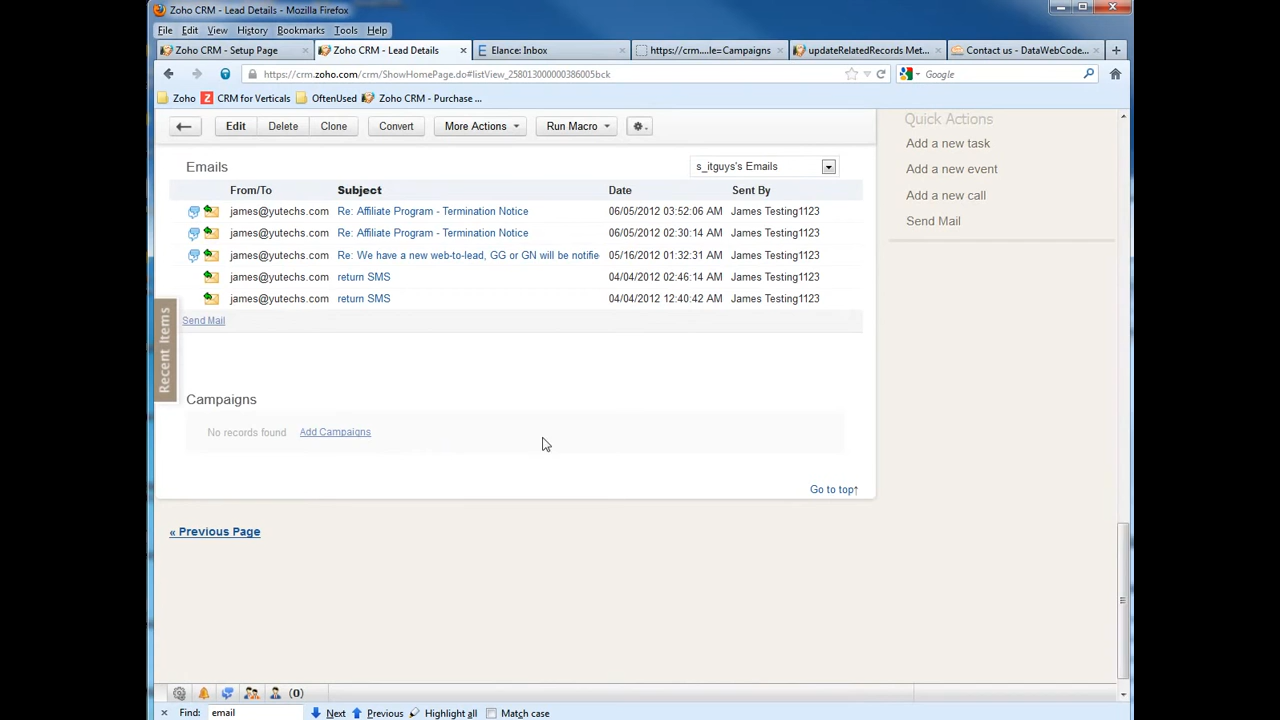 Zoho CRM - Lead Details - Mozilla Firefox
File Edit View History Bookmarks Tools Help
Zoho CRM - Setup Page Zoho CRM - Lead Details Elance: Inbox https://crm....le=Campaigns updateRelatedRecords Met... Contact us - DataWebCode...
https://crm.zoho.com/crm/ShowHomePage.do#listView_258013000000386005bck Google
Zoho CRM for Verticals OftenUsed Zoho CRM - Purchase ...
Edit Delete Clone Convert More Actions Run Macro
Quick Actions
Add a new task
Add a new event
Add a new call
Send Mail
Emails s_itguys's Emails
From/To Subject Date Sent By
james@yutechs.com Re: Affiliate Program - Termination Notice 06/05/2012 03:52:06 AM James Testing1123
james@yutechs.com Re: Affiliate Program - Termination Notice 06/05/2012 02:30:14 AM James Testing1123
james@yutechs.com Re: We have a new web-to-lead, GG or GN will be notifie 05/16/2012 01:32:31 AM James Testing1123
james@yutechs.com return SMS 04/04/2012 02:46:14 AM James Testing1123
james@yutechs.com return SMS 04/04/2012 12:40:42 AM James Testing1123
Send Mail
Recent Items
Campaigns
No records found Add Campaigns
Go to top↑
« Previous Page
(0)
Find: email Next Previous Highlight all Match case